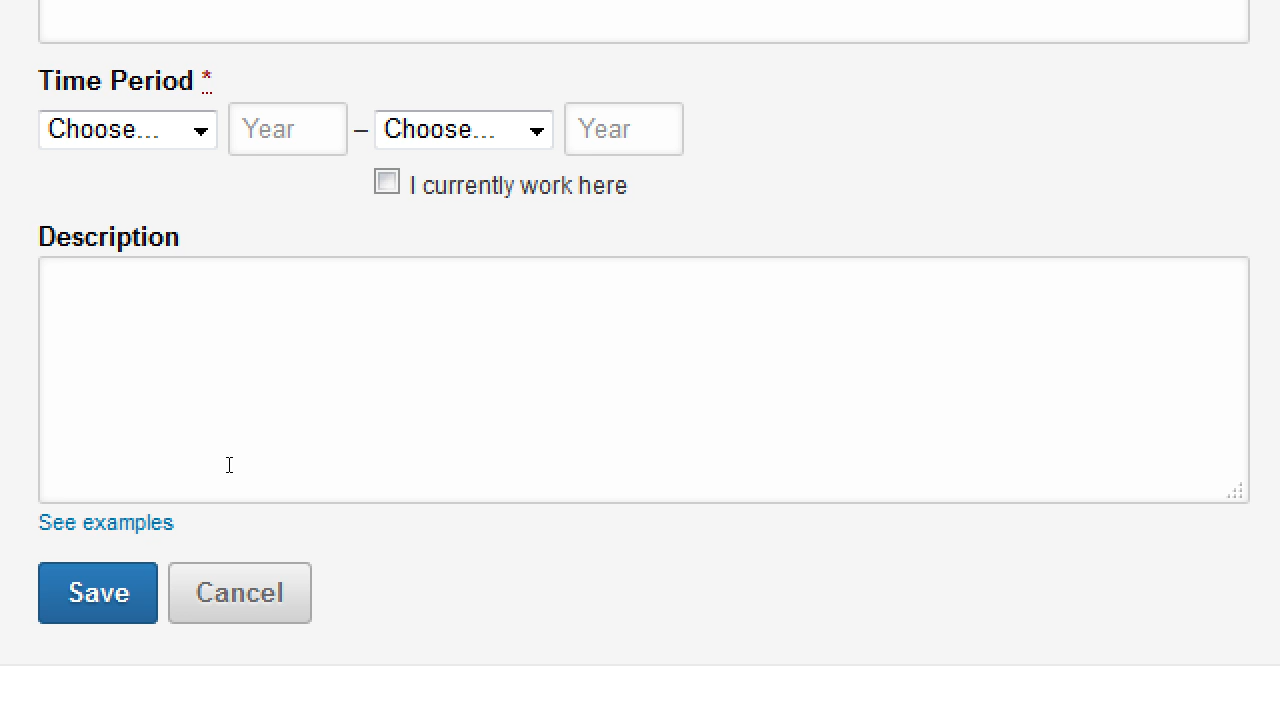 Time Period *
Choose... Year – Choose... Year
I currently work here
Description
See examples
Save Cancel